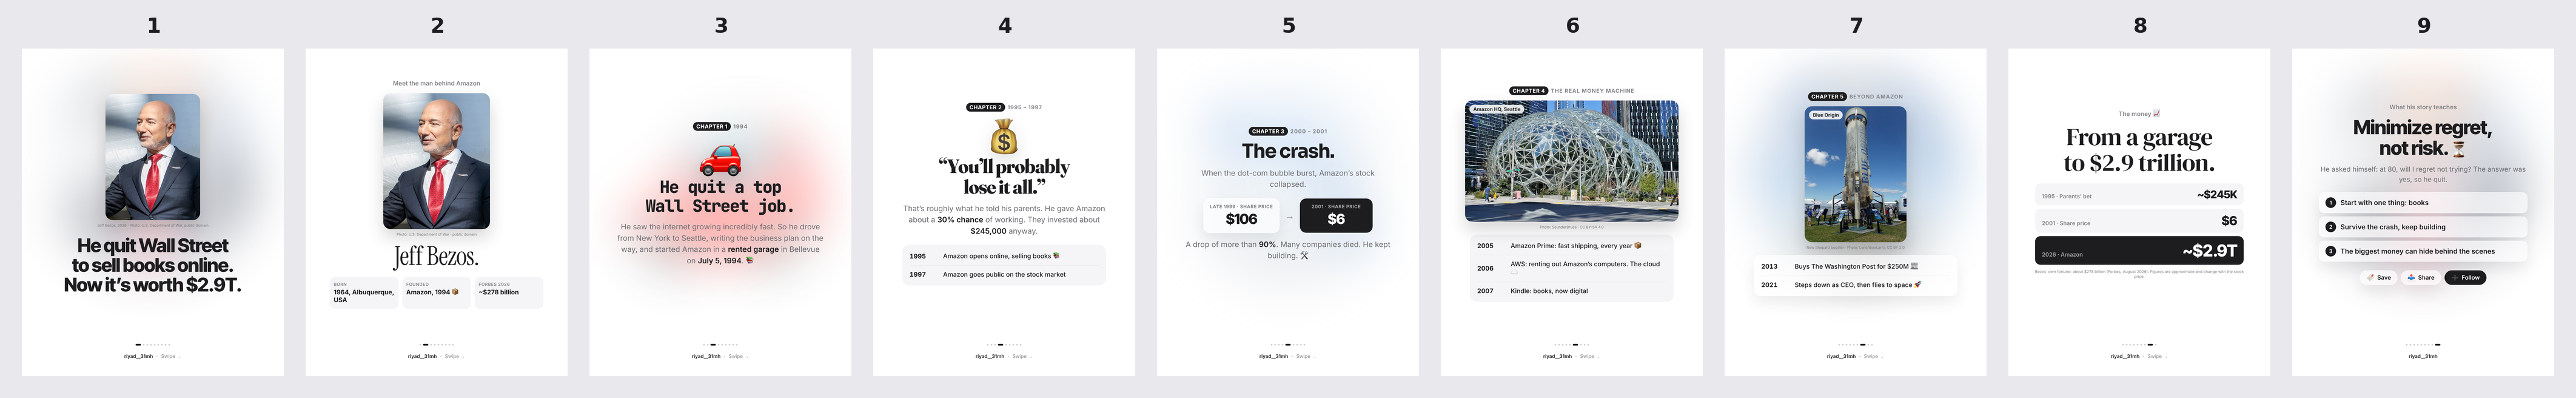 1
He quit Wall Street
to sell books online.
Now it's worth $2.9T.
riyad__31mh · Swipe →
2
Meet the man behind Amazon
Jeff Bezos.
BORN
1964, Albuquerque,
USA
FOUNDED
Amazon, 1994 📦
FORBES 2026
~$278 billion
riyad__31mh · Swipe →
3
CHAPTER 1 1994
He quit a top
Wall Street job.
He saw the internet growing incredibly fast. So he drove
from New York to Seattle, writing the business plan on the
way, and started Amazon in a rented garage in Bellevue
on July 5, 1994. 📚
riyad__31mh · Swipe →
4
CHAPTER 2 1995 – 1997
“You’ll probably
lose it all.”
That’s roughly what he told his parents. He gave Amazon
about a 30% chance of working. They invested about
$245,000 anyway.
1995 Amazon opens online, selling books 📚
1997 Amazon goes public on the stock market
riyad__31mh · Swipe →
5
CHAPTER 3 2000 – 2001
The crash.
When the dot-com bubble burst, Amazon’s stock
collapsed.
LATE 1999 · SHARE PRICE
$106
→
2001 · SHARE PRICE
$6
A drop of more than 90%. Many companies died. He kept
building. 🛠️
riyad__31mh · Swipe →
6
CHAPTER 4 THE REAL MONEY MACHINE
Amazon HQ, Seattle
2005 Amazon Prime: fast shipping, every year 📦
2006 AWS: renting out Amazon’s computers. The cloud
☁️
2007 Kindle: books, now digital
riyad__31mh · Swipe →
7
CHAPTER 5 BEYOND AMAZON
Blue Origin
2013 Buys The Washington Post for $250M 📰
2021 Steps down as CEO, then flies to space 🚀
riyad__31mh · Swipe →
8
The money 📈
From a garage
to $2.9 trillion.
1995 · Parents’ bet ~$245K
2001 · Share price $6
2026 · Amazon ~$2.9T
riyad__31mh · Swipe →
9
What his story teaches
Minimize regret,
not risk. ⏳
He asked himself: at 80, will I regret not trying? The answer was
yes, so he quit.
1 Start with one thing: books
2 Survive the crash, keep building
3 The biggest money can hide behind the scenes
Save
Share
Follow
riyad__31mh